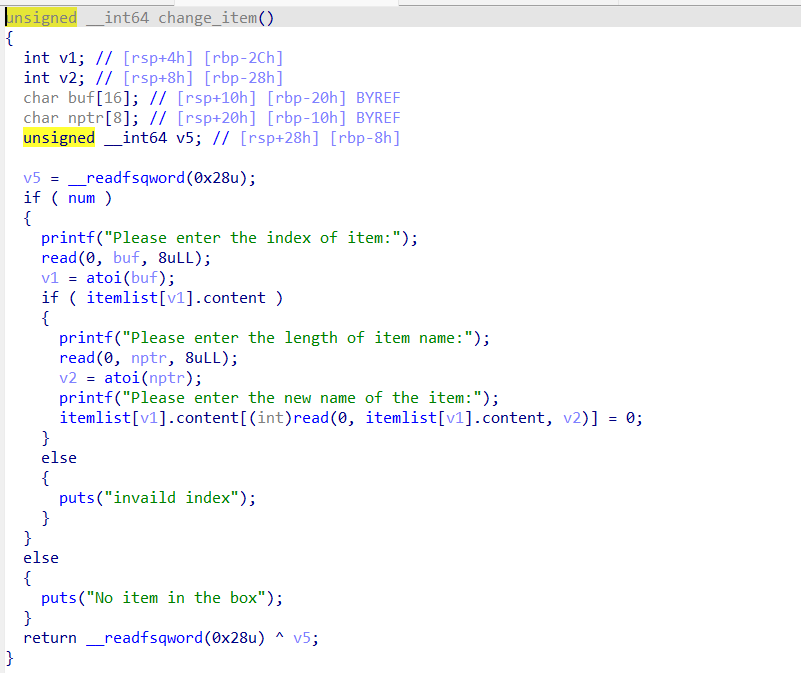 unsigned __int64 change_item()
{
  int v1; // [rsp+4h] [rbp-2Ch]
  int v2; // [rsp+8h] [rbp-28h]
  char buf[16]; // [rsp+10h] [rbp-20h] BYREF
  char nptr[8]; // [rsp+20h] [rbp-10h] BYREF
  unsigned __int64 v5; // [rsp+28h] [rbp-8h]

  v5 = __readfsqword(0x28u);
  if ( num )
  {
    printf("Please enter the index of item:");
    read(0, buf, 8uLL);
    v1 = atoi(buf);
    if ( itemlist[v1].content )
    {
      printf("Please enter the length of item name:");
      read(0, nptr, 8uLL);
      v2 = atoi(nptr);
      printf("Please enter the new name of the item:");
      itemlist[v1].content[(int)read(0, itemlist[v1].content, v2)] = 0;
    }
    else
    {
      puts("invaild index");
    }
  }
  else
  {
    puts("No item in the box");
  }
  return __readfsqword(0x28u) ^ v5;
}